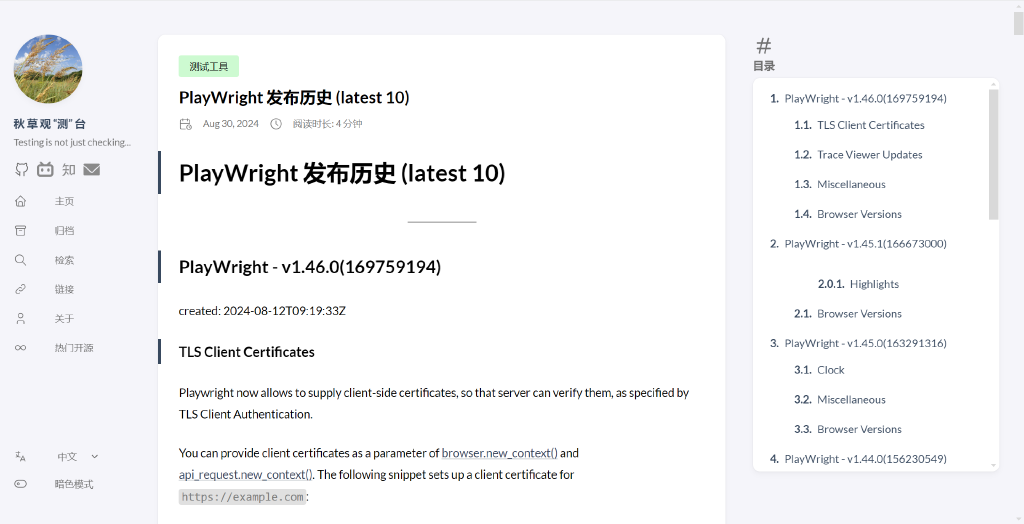 秋草观“测”台
Testing is not just checking...
知
主页
归档
检索
链接
关于
热门开源
中文
暗色模式
测试工具
PlayWright 发布历史 (latest 10)
Aug 30, 2024 阅读时长: 4 分钟
PlayWright 发布历史 (latest 10)
PlayWright - v1.46.0(169759194)
created: 2024-08-12T09:19:33Z
TLS Client Certificates
Playwright now allows to supply client-side certificates, so that server can verify them, as specified by
TLS Client Authentication.
You can provide client certificates as a parameter of browser.new_context() and
api_request.new_context(). The following snippet sets up a client certificate for
https://example.com:
#
目录
1. PlayWright - v1.46.0(169759194)
1.1. TLS Client Certificates
1.2. Trace Viewer Updates
1.3. Miscellaneous
1.4. Browser Versions
2. PlayWright - v1.45.1(166673000)
2.0.1. Highlights
2.1. Browser Versions
3. PlayWright - v1.45.0(163291316)
3.1. Clock
3.2. Miscellaneous
3.3. Browser Versions
4. PlayWright - v1.44.0(156230549)